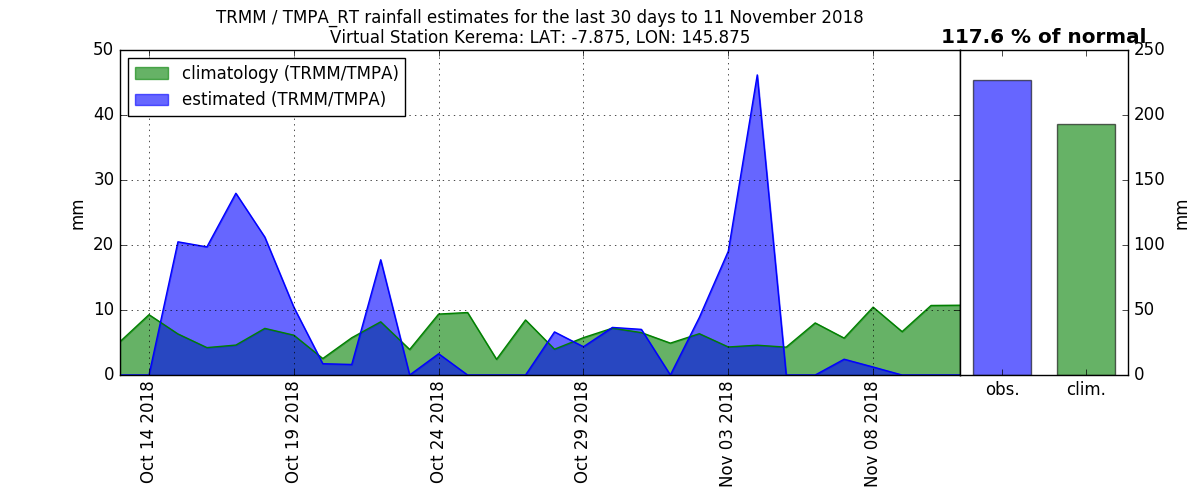 TRMM / TMPA_RT rainfall estimates for the last 30 days to 11 November 2018
Virtual Station Kerema: LAT: -7.875, LON: 145.875
117.6 % of normal
climatology (TRMM/TMPA)
estimated (TRMM/TMPA)
50
40
30
20
10
0
mm
Oct 14 2018
Oct 19 2018
Oct 24 2018
Oct 29 2018
Nov 03 2018
Nov 08 2018
250
200
150
100
50
0
mm
obs.
clim.